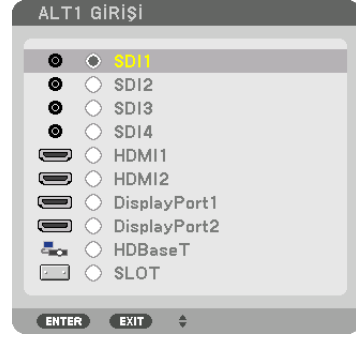 ALT1 GİRİŞİ
SDI1
SDI2
SDI3
SDI4
HDMI1
HDMI2
DisplayPort1
DisplayPort2
HDBaseT
SLOT
ENTER EXIT